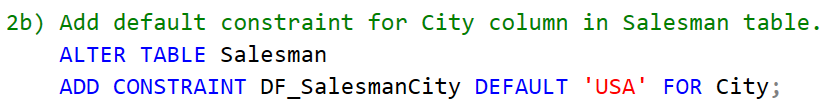 2b) Add default constraint for City column in Salesman table.
ALTER TABLE Salesman
ADD CONSTRAINT DF_SalesmanCity DEFAULT 'USA' FOR City;